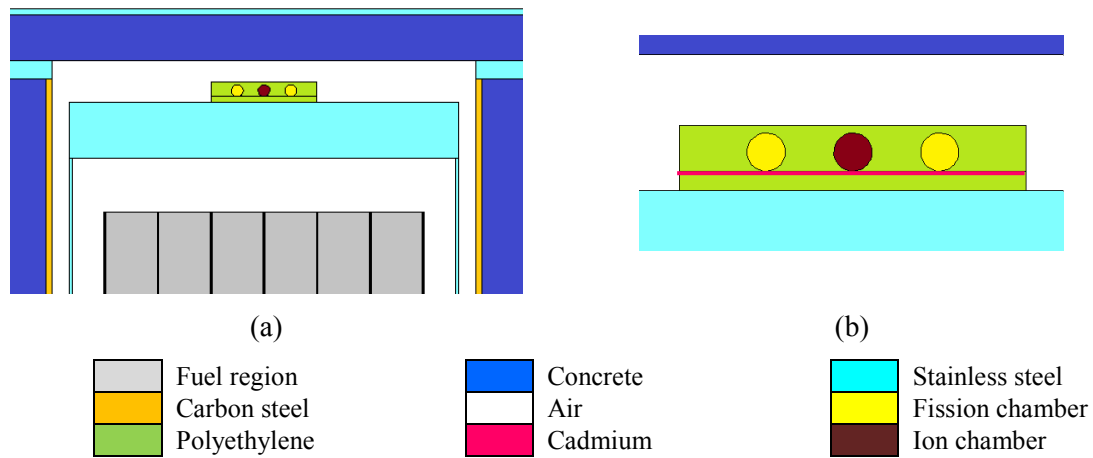 (a) (b)
Fuel region Concrete Stainless steel
Carbon steel Air Fission chamber
Polyethylene Cadmium Ion chamber